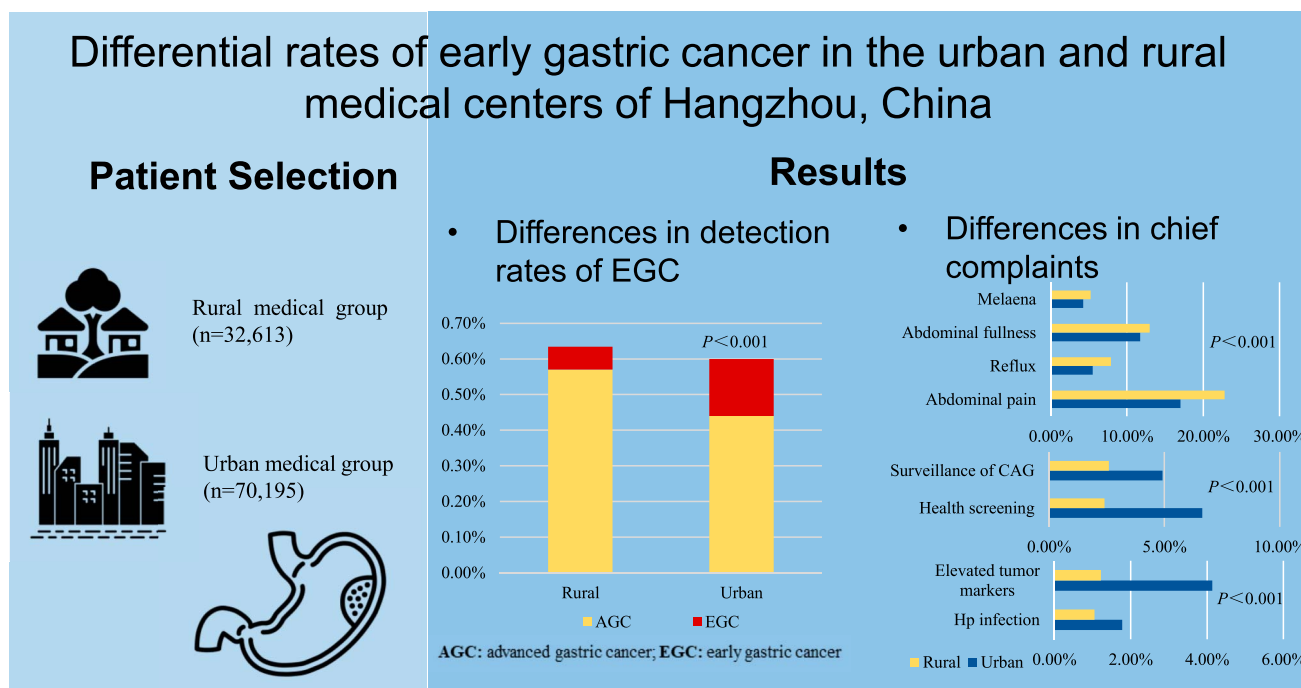 Differential rates of early gastric cancer in the urban and rural
medical centers of Hangzhou, China
Patient Selection
Rural medical group
(n=32,613)
Urban medical group
(n=70,195)
Results
• Differences in detection
rates of EGC
0.70%
0.60%
0.50%
0.40%
0.30%
0.20%
0.10%
0.00%
P<0.001
Rural
Urban
AGC
EGC
AGC: advanced gastric cancer; EGC: early gastric cancer
• Differences in chief
complaints
Melaena
Abdominal fullness
Reflux
Abdominal pain
P<0.001
0.00%
10.00%
20.00%
30.00%
Surveillance of CAG
Health screening
P<0.001
0.00%
5.00%
10.00%
Elevated tumor
markers
Hp infection
P<0.001
Rural
Urban
0.00%
2.00%
4.00%
6.00%